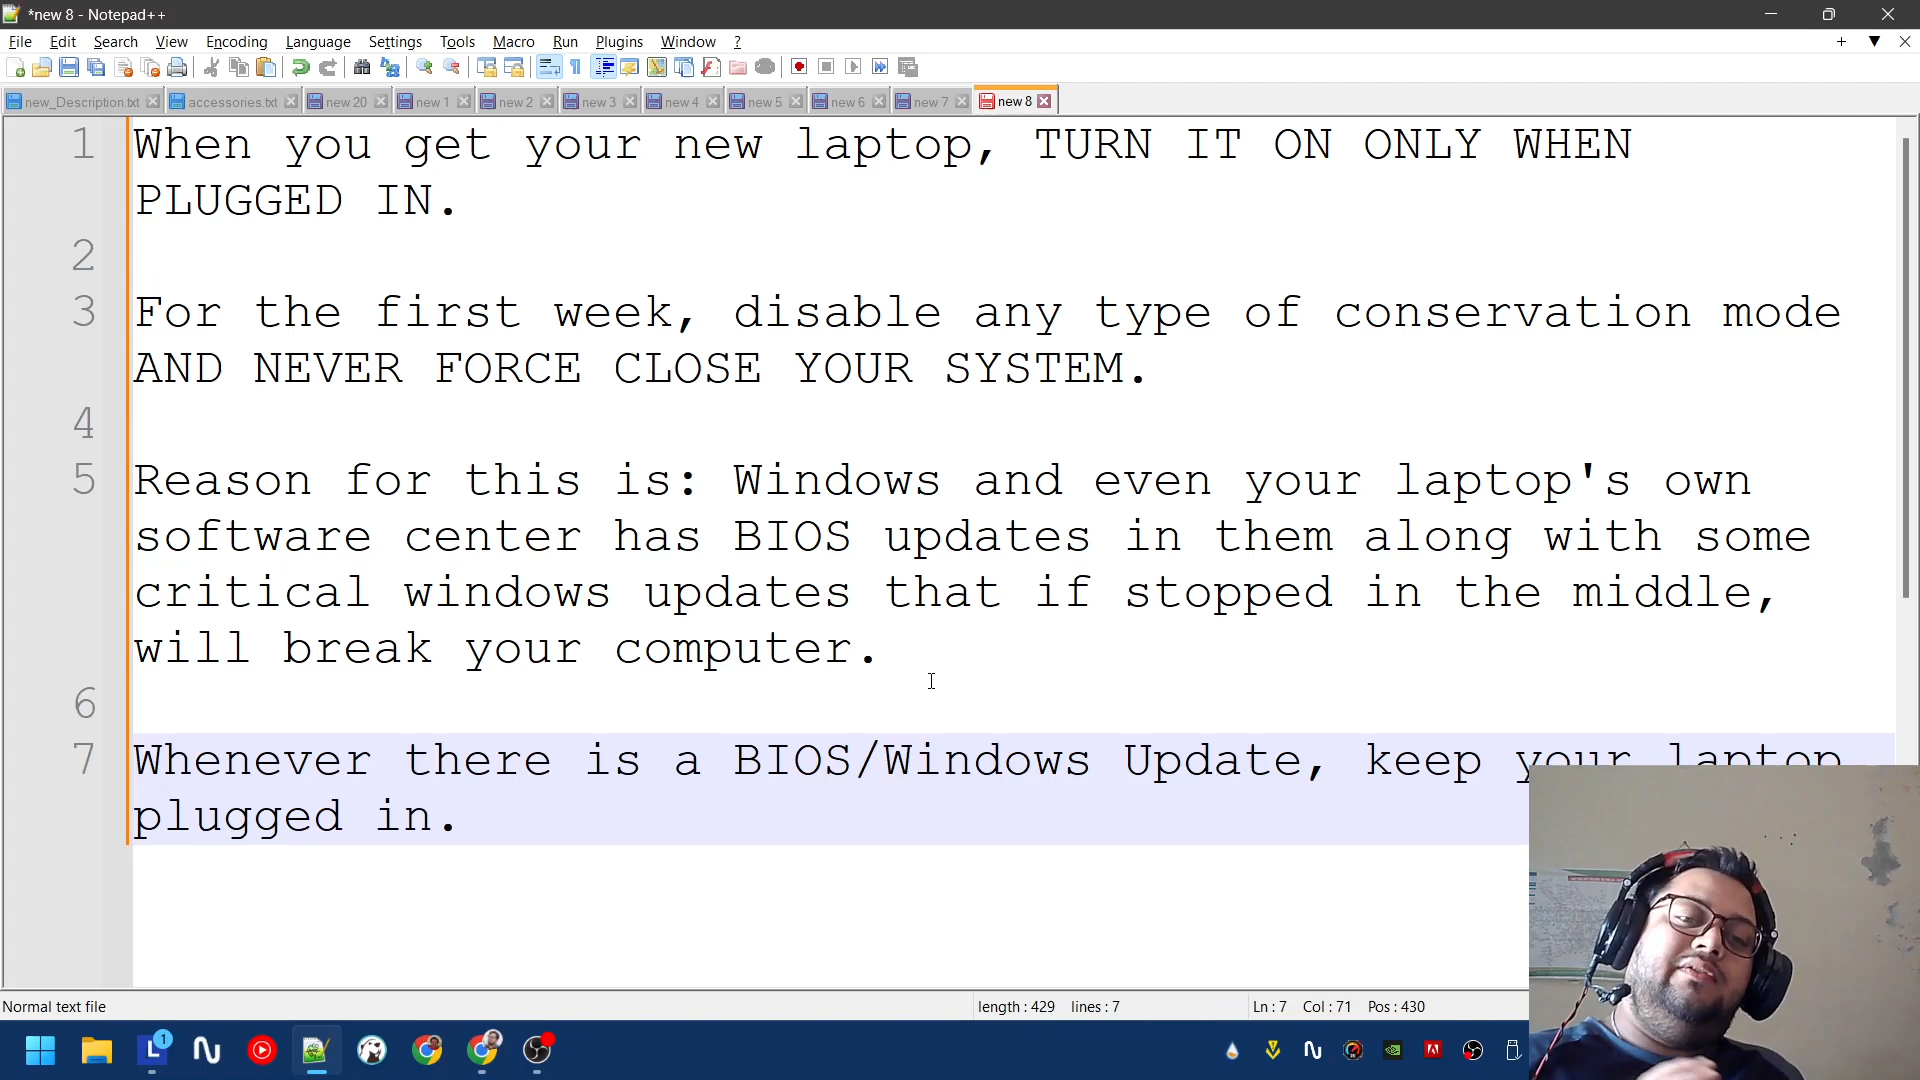 *new 8 - Notepad++
File Edit Search View Encoding Language Settings Tools Macro Run Plugins Window ?
new_Description.txt accessories.txt new 20 new 1 new 2 new 3 new 4 new 5 new 6 new 7 new 8
1 When you get your new laptop, TURN IT ON ONLY WHEN
PLUGGED IN.
2
3 For the first week, disable any type of conservation mode
AND NEVER FORCE CLOSE YOUR SYSTEM.
4
5 Reason for this is: Windows and even your laptop's own
software center has BIOS updates in them along with some
critical windows updates that if stopped in the middle,
will break your computer.
6
7 Whenever there is a BIOS/Windows Update, keep your laptop
plugged in.
Normal text file length : 429 lines : 7 Ln : 7 Col : 71 Pos : 430
L 1